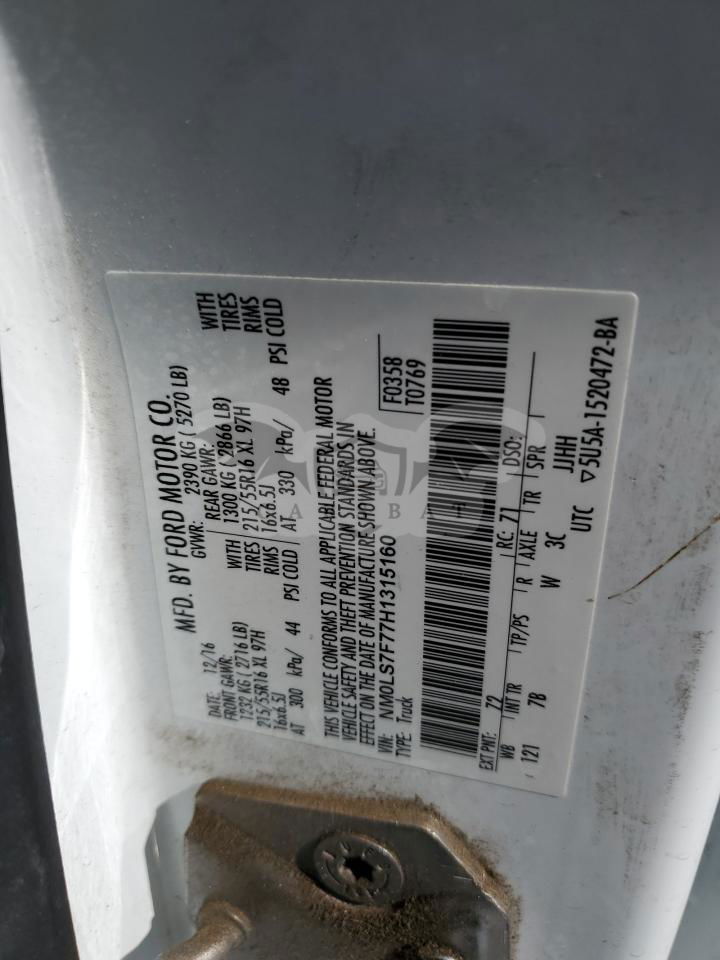 MFD. BY FORD MOTOR CO.
DATE: 12/16 GVWR: 2390 KG ( 5270 LB)
FRONT GAWR: REAR GAWR: WITH
1232 KG ( 2716 LB) WITH 1300 KG ( 2866 LB) TIRES
215/55R16 XL 97H TIRES 215/55R16 XL 97H RIMS
16x6.5J RIMS 16x6.5J
AT 300 kPa/ 44 PSI COLD AT 330 kPa/ 48 PSI COLD
THIS VEHICLE CONFORMS TO ALL APPLICABLE FEDERAL MOTOR
VEHICLE SAFETY AND THEFT PREVENTION STANDARDS IN
EFFECT ON THE DATE OF MANUFACTURE SHOWN ABOVE.
VIN: NM0LS7F77H1315160 F0358
TYPE: Truck T0769
EXT PNT: Z2 RC: 71 DSO:
WB INT TR TP/PS R AXLE TR SPR
121 7B W 3C JJHH
UTC ▽5U5A-1520472-BA